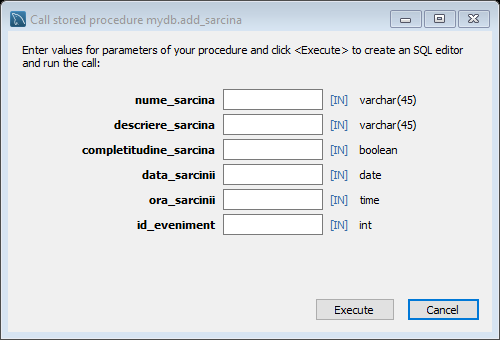 Call stored procedure mydb.add_sarcina
Enter values for parameters of your procedure and click <Execute> to create an SQL editor
and run the call:
nume_sarcina [IN] varchar(45)
descriere_sarcina [IN] varchar(45)
completitudine_sarcina [IN] boolean
data_sarcinii [IN] date
ora_sarcinii [IN] time
id_eveniment [IN] int
Execute Cancel